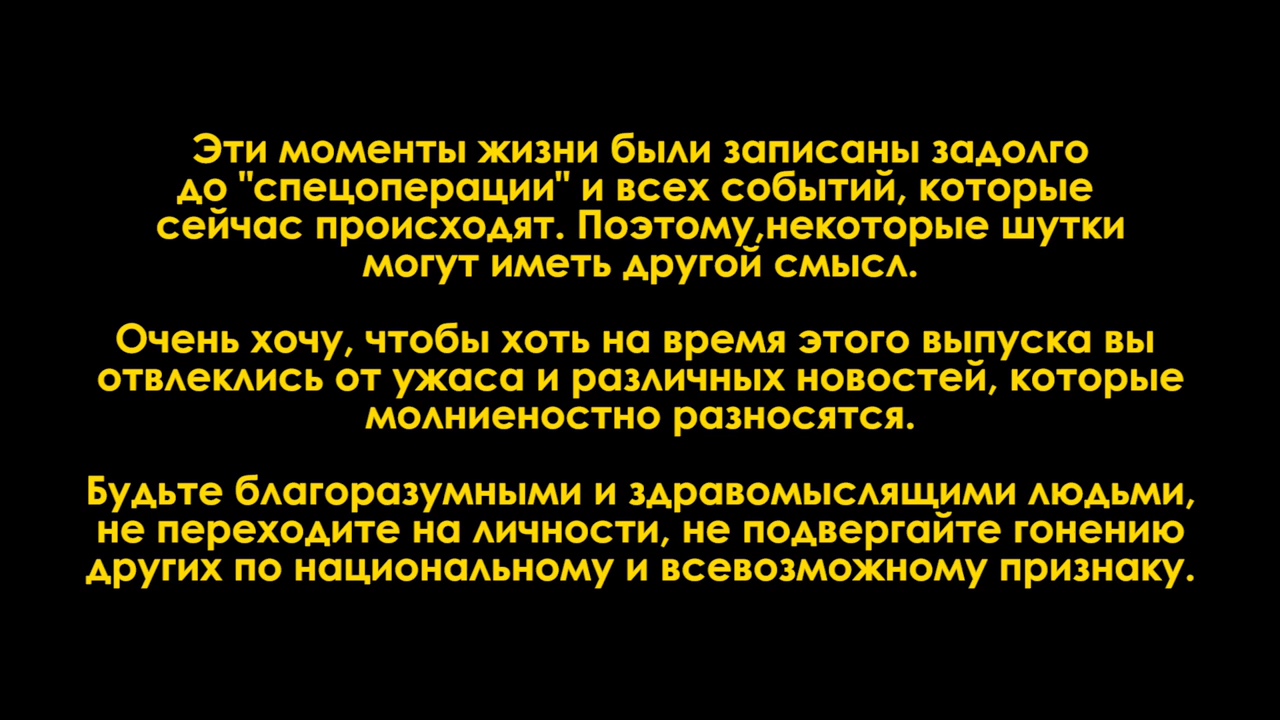 Эти моменты жизни были записаны задолго
до "спецоперации" и всех событий, которые
сейчас происходят. Поэтому,некоторые шутки
могут иметь другой смысл.
Очень хочу, чтобы хоть на время этого выпуска вы
отвлеклись от ужаса и различных новостей, которые
молниеностно разносятся.
Будьте благоразумными и здравомыслящими людьми,
не переходите на личности, не подвергайте гонению
других по национальному и всевозможному признаку.